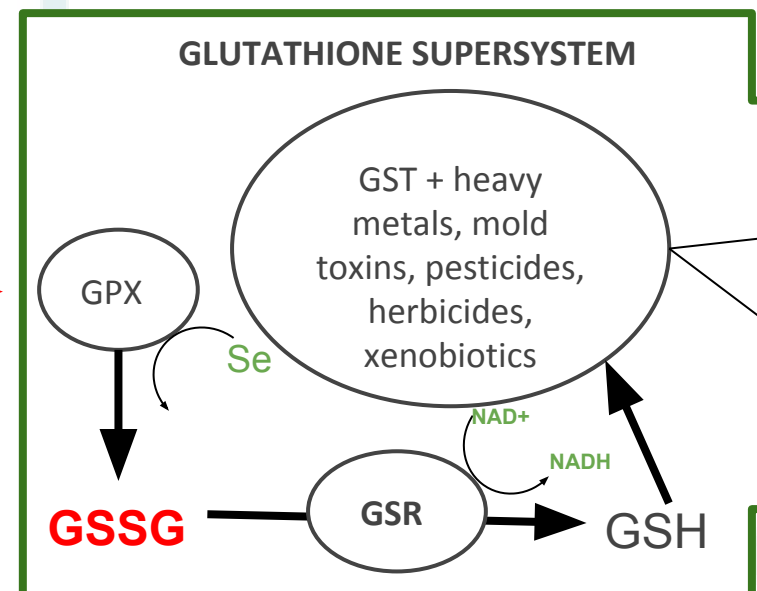 GLUTATHIONE SUPERSYSTEM
GST + heavy
metals, mold
toxins, pesticides,
herbicides,
xenobiotics
GPX
Se
NAD+
NADH
GSSG
GSR
GSH